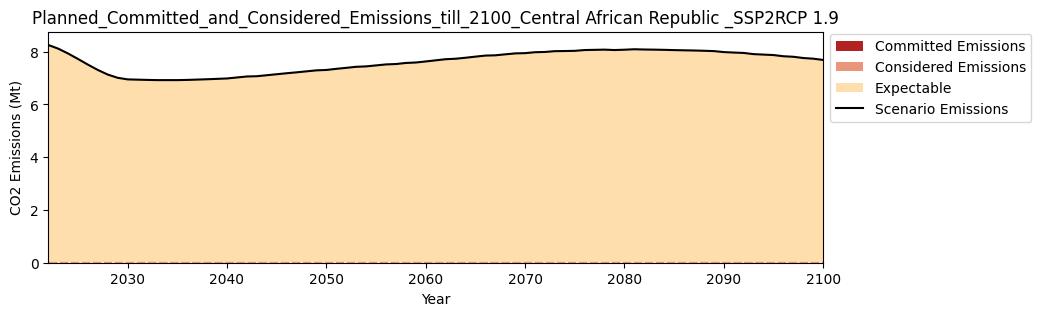 Planned_Committed_and_Considered_Emissions_till_2100_Central African Republic _SSP2RCP 1.9
Committed Emissions
Considered Emissions
Expectable
Scenario Emissions
CO2 Emissions (Mt)
8
6
4
2
0
2030 2040 2050 2060 2070 2080 2090 2100
Year